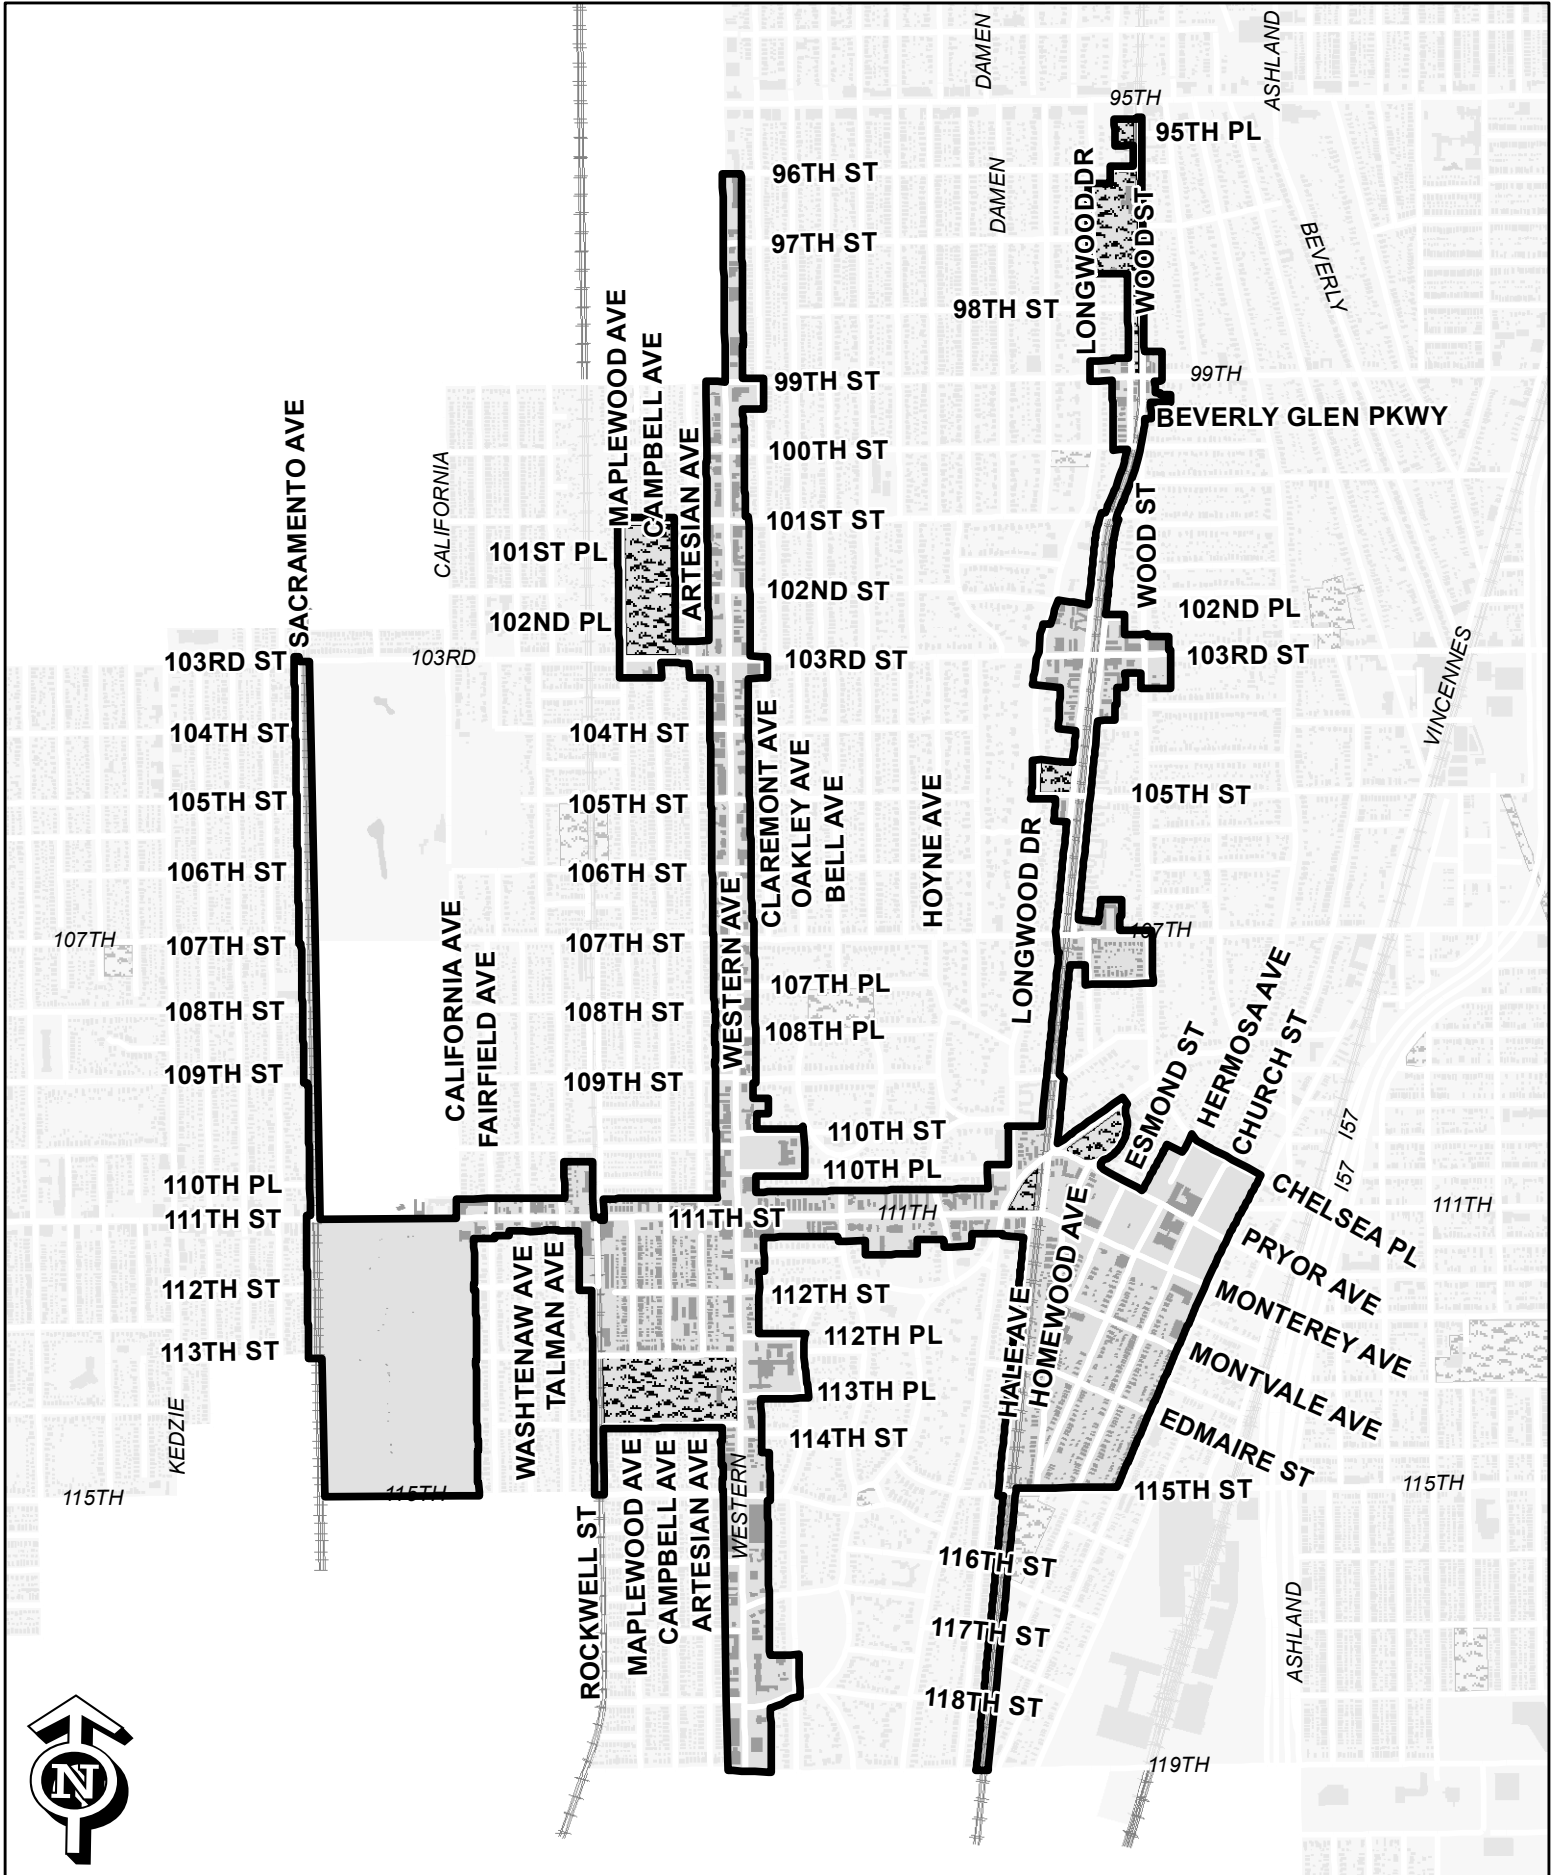 DAMEN
ASHLAND
95TH
95TH PL
96TH ST
LONGWOOD DR
DAMEN
WOOD ST
97TH ST
BEVERLY
98TH ST
MAPLEWOOD AVE
CAMPBELL AVE
99TH ST
99TH
SACRAMENTO AVE
BEVERLY GLEN PKWY
ARTESIAN AVE
100TH ST
CALIFORNIA
101ST ST
WOOD ST
101ST PL
102ND ST
102ND PL
102ND PL
103RD ST
103RD
103RD ST
103RD ST
VINCENNES
104TH ST
104TH ST
CLAREMONT AVE
OAKLEY AVE
BELL AVE
HOYNE AVE
105TH ST
105TH ST
105TH ST
LONGWOOD DR
106TH ST
106TH ST
WESTERN AVE
107TH
107TH ST
107TH ST
107TH
CALIFORNIA AVE
FAIRFIELD AVE
107TH PL
108TH ST
108TH ST
108TH PL
HERMOSA AVE
CHURCH ST
ESMOND ST
109TH ST
109TH ST
I57
110TH ST
110TH PL
110TH PL
I57
111TH ST
111TH ST
111TH
111TH
CHELSEA PL
HOMEWOOD AVE
PRYOR AVE
WASHTENAW AVE
TALMAN AVE
112TH ST
112TH ST
MONTEREY AVE
112TH PL
HALE AVE
113TH ST
MONTVALE AVE
113TH PL
KEDZIE
114TH ST
EDMAIRE ST
115TH
115TH
115TH ST
115TH
ROCKWELL ST
MAPLEWOOD AVE
CAMPBELL AVE
ARTESIAN AVE
WESTERN
116TH ST
ASHLAND
117TH ST
118TH ST
119TH
N